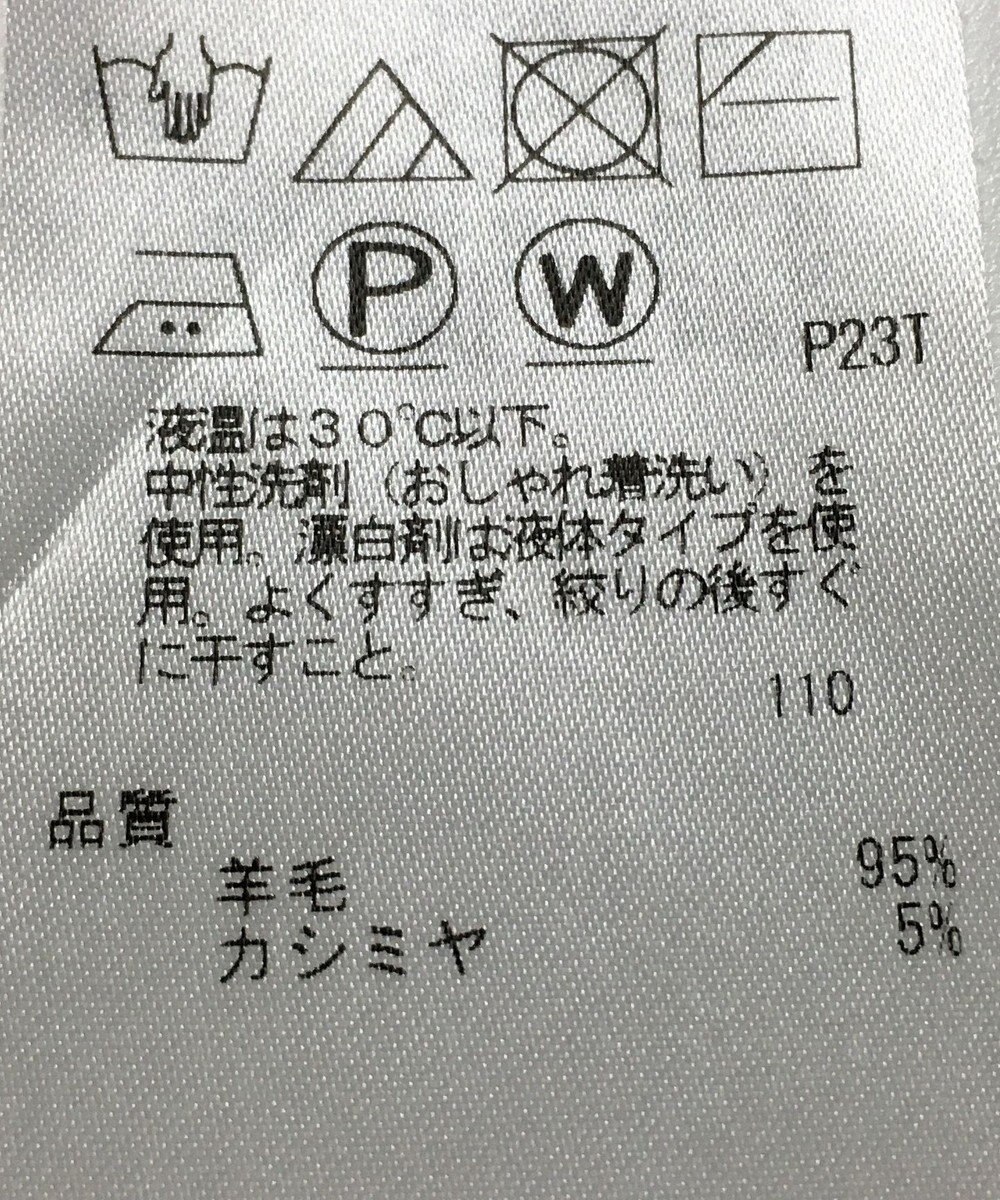 P W
P23T
液温は30℃以下。
中性洗剤（おしゃれ着洗い）を
使用。漂白剤は液体タイプを使
用。よくすすぎ、絞りの後すぐ
に干すこと。
110
品質
羊毛 95%
カシミヤ 5%